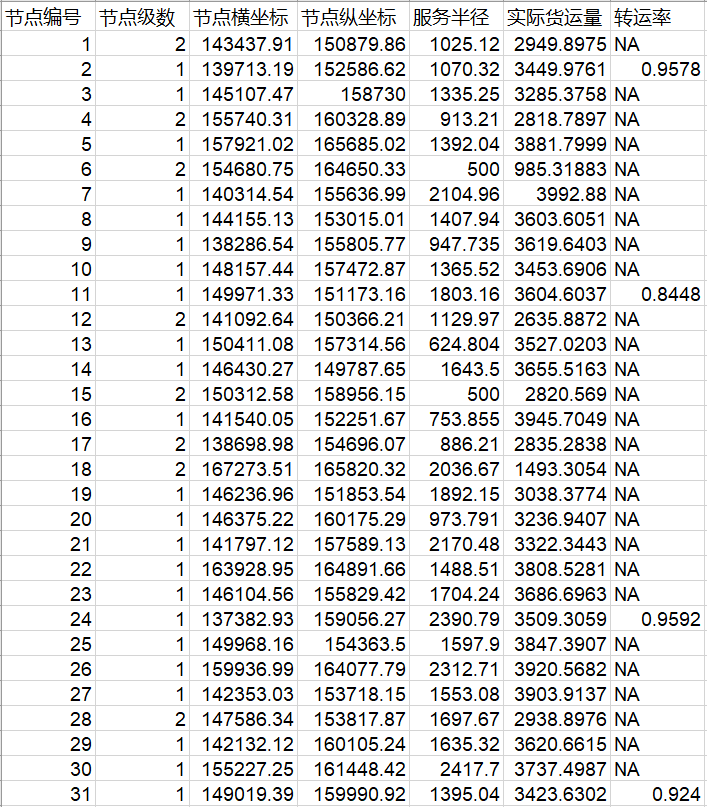 节点编号 节点级数 节点横坐标 节点纵坐标 服务半径 实际货运量 转运率
1 2 143437.91 150879.86 1025.12 2949.8975 NA
2 1 139713.19 152586.62 1070.32 3449.9761 0.9578
3 1 145107.47 158730 1335.25 3285.3758 NA
4 2 155740.31 160328.89 913.21 2818.7897 NA
5 1 157921.02 165685.02 1392.04 3881.7999 NA
6 2 154680.75 164650.33 500 985.31883 NA
7 1 140314.54 155636.99 2104.96 3992.88 NA
8 1 144155.13 153015.01 1407.94 3603.6051 NA
9 1 138286.54 155805.77 947.735 3619.6403 NA
10 1 148157.44 157472.87 1365.52 3453.6906 NA
11 1 149971.33 151173.16 1803.16 3604.6037 0.8448
12 2 141092.64 150366.21 1129.97 2635.8872 NA
13 1 150411.08 157314.56 624.804 3527.0203 NA
14 1 146430.27 149787.65 1643.5 3655.5163 NA
15 2 150312.58 158956.15 500 2820.569 NA
16 1 141540.05 152251.67 753.855 3945.7049 NA
17 2 138698.98 154696.07 886.21 2835.2838 NA
18 2 167273.51 165820.32 2036.67 1493.3054 NA
19 1 146236.96 151853.54 1892.15 3038.3774 NA
20 1 146375.22 160175.29 973.791 3236.9407 NA
21 1 141797.12 157589.13 2170.48 3322.3443 NA
22 1 163928.95 164891.66 1488.51 3808.5281 NA
23 1 146104.56 155829.42 1704.24 3686.6963 NA
24 1 137382.93 159056.27 2390.79 3509.3059 0.9592
25 1 149968.16 154363.5 1597.9 3847.3907 NA
26 1 159936.99 164077.79 2312.71 3920.5682 NA
27 1 142353.03 153718.15 1553.08 3903.9137 NA
28 2 147586.34 153817.87 1697.67 2938.8976 NA
29 1 142132.12 160105.24 1635.32 3620.6615 NA
30 1 155227.25 161448.42 2417.7 3737.4987 NA
31 1 149019.39 159990.92 1395.04 3423.6302 0.924